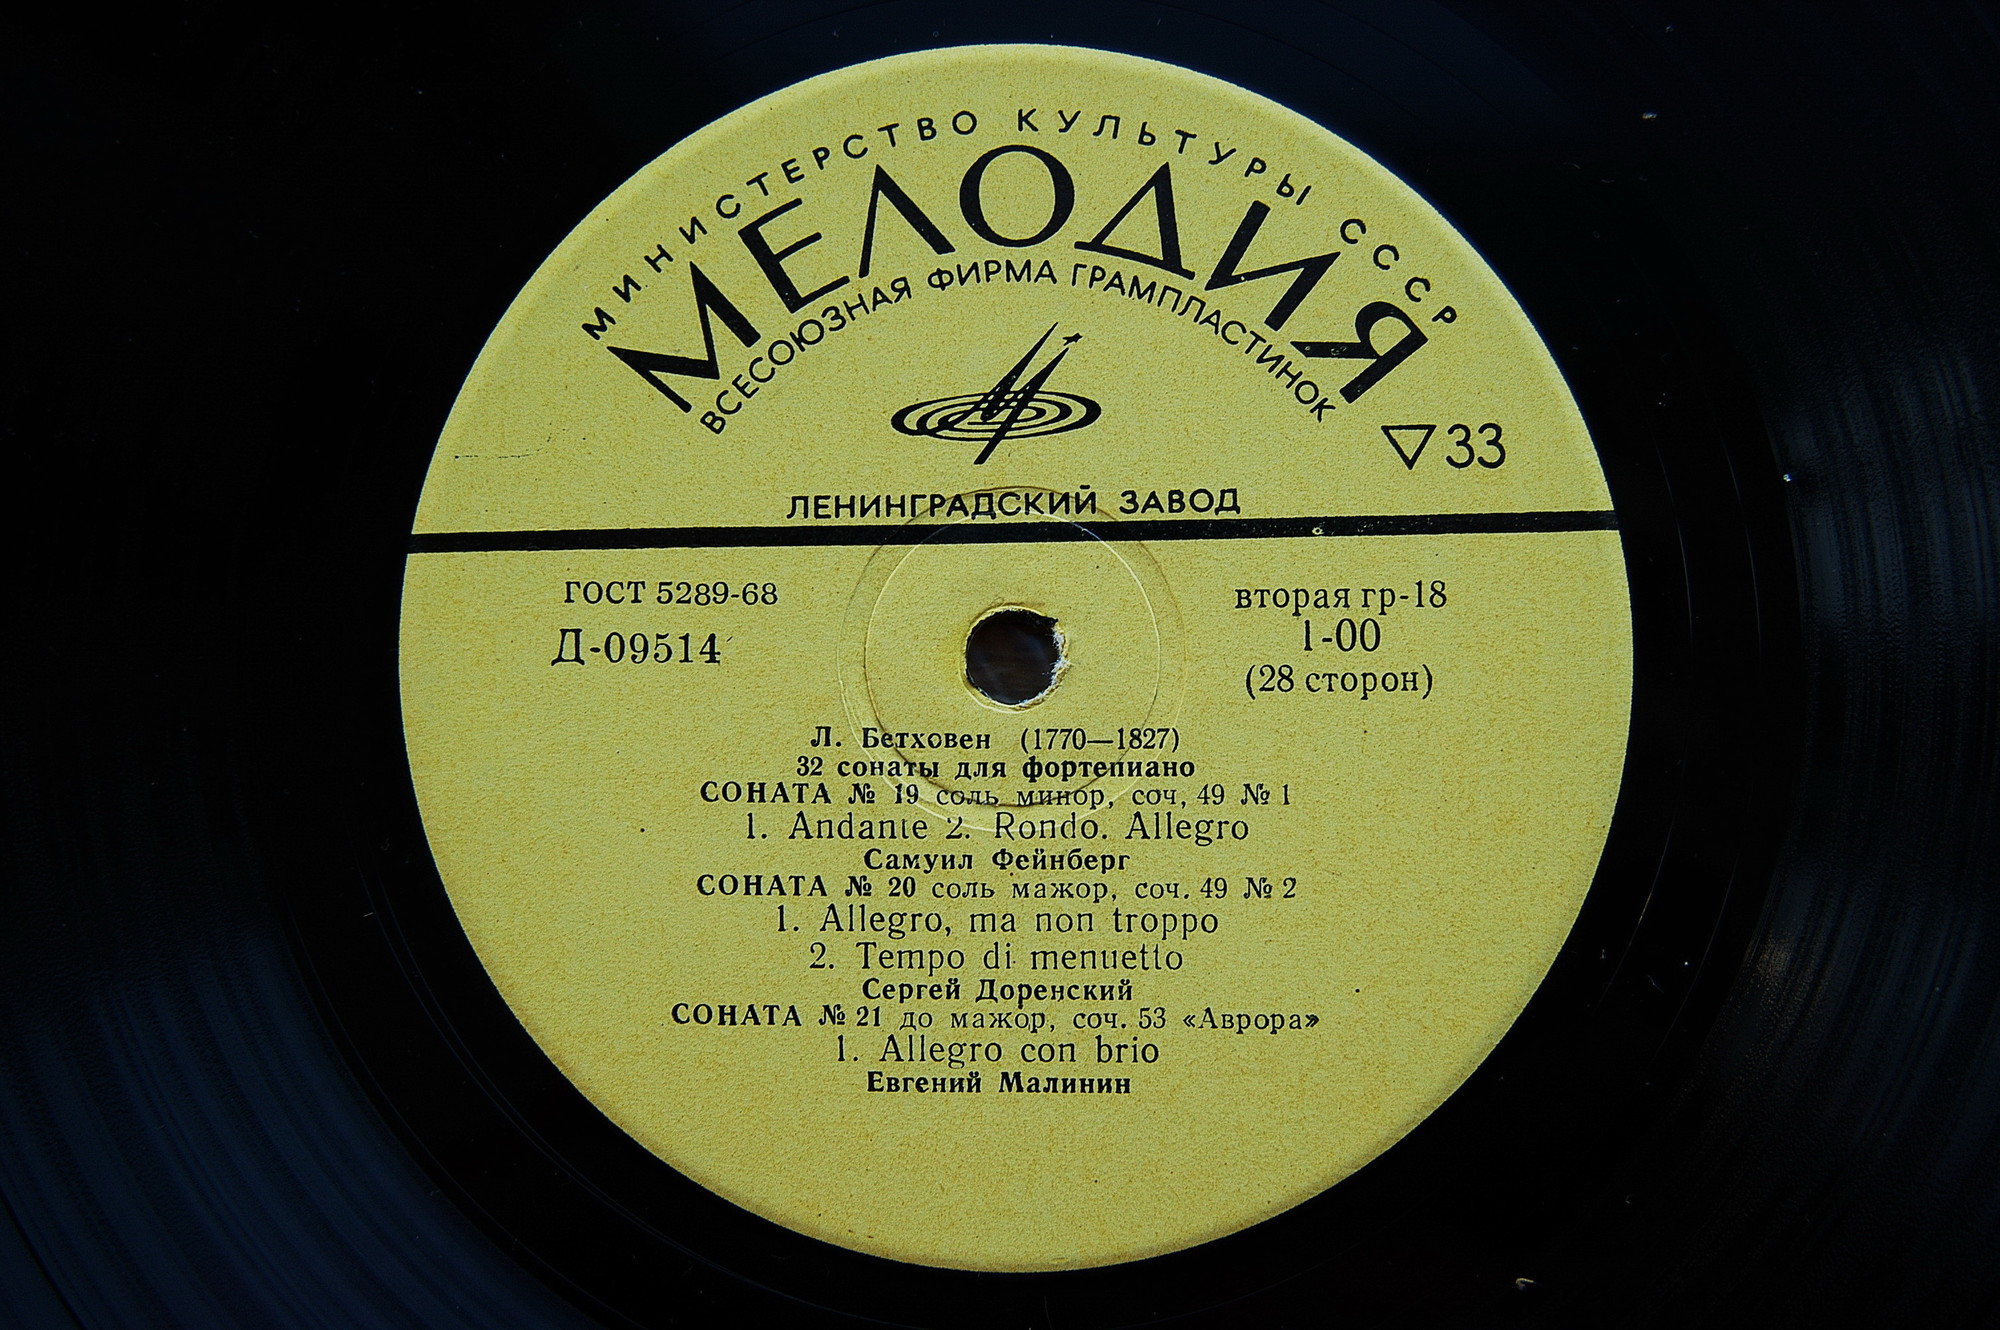 МИНИСТЕРСТВО КУЛЬТУРЫ СССР
МЕЛОДИЯ
ВСЕСОЮЗНАЯ ФИРМА ГРАМПЛАСТИНОК
▽33
ЛЕНИНГРАДСКИЙ ЗАВОД
ГОСТ 5289-68
Д-09514
вторая гр-18
1-00
(28 сторон)
Л. Бетховен (1770—1827)
32 сонаты для фортепиано
СОНАТА № 19 соль минор, соч, 49 № 1
1. Andante 2. Rondo. Allegro
Самуил Фейнберг
СОНАТА № 20 соль мажор, соч. 49 № 2
1. Allegro, ma non troppo
2. Tempo di menuetto
Сергей Доренский
СОНАТА № 21 до мажор, соч. 53 «Аврора»
1. Allegro con brio
Евгений Малинин